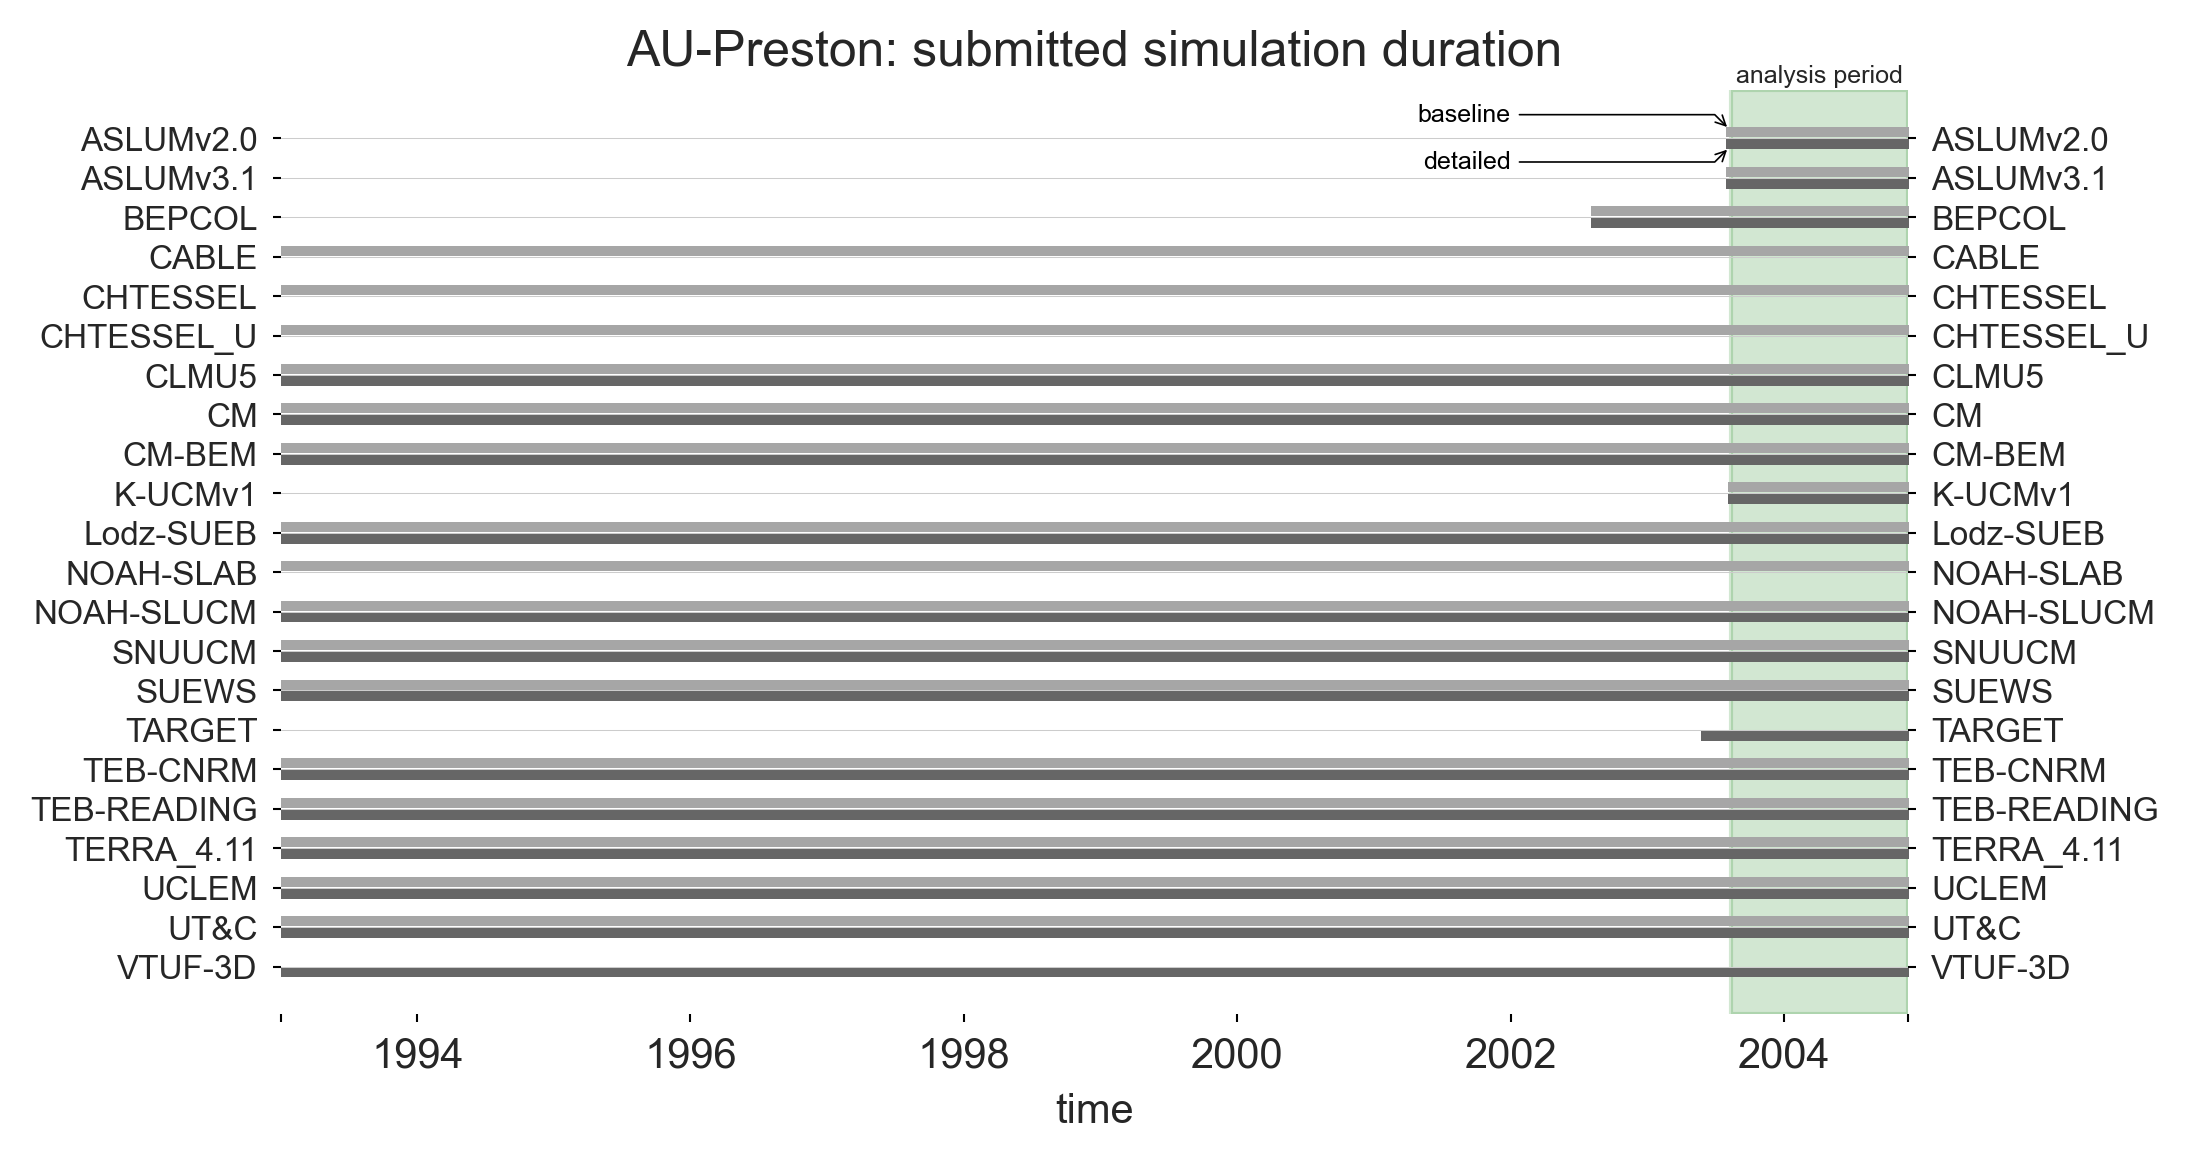 AU-Preston: submitted simulation duration
analysis period
baseline
detailed
ASLUMv2.0 ASLUMv2.0
ASLUMv3.1 ASLUMv3.1
BEPCOL BEPCOL
CABLE CABLE
CHTESSEL CHTESSEL
CHTESSEL_U CHTESSEL_U
CLMU5 CLMU5
CM CM
CM-BEM CM-BEM
K-UCMv1 K-UCMv1
Lodz-SUEB Lodz-SUEB
NOAH-SLAB NOAH-SLAB
NOAH-SLUCM NOAH-SLUCM
SNUUCM SNUUCM
SUEWS SUEWS
TARGET TARGET
TEB-CNRM TEB-CNRM
TEB-READING TEB-READING
TERRA_4.11 TERRA_4.11
UCLEM UCLEM
UT&C UT&C
VTUF-3D VTUF-3D
1994 1996 1998 2000 2002 2004
time